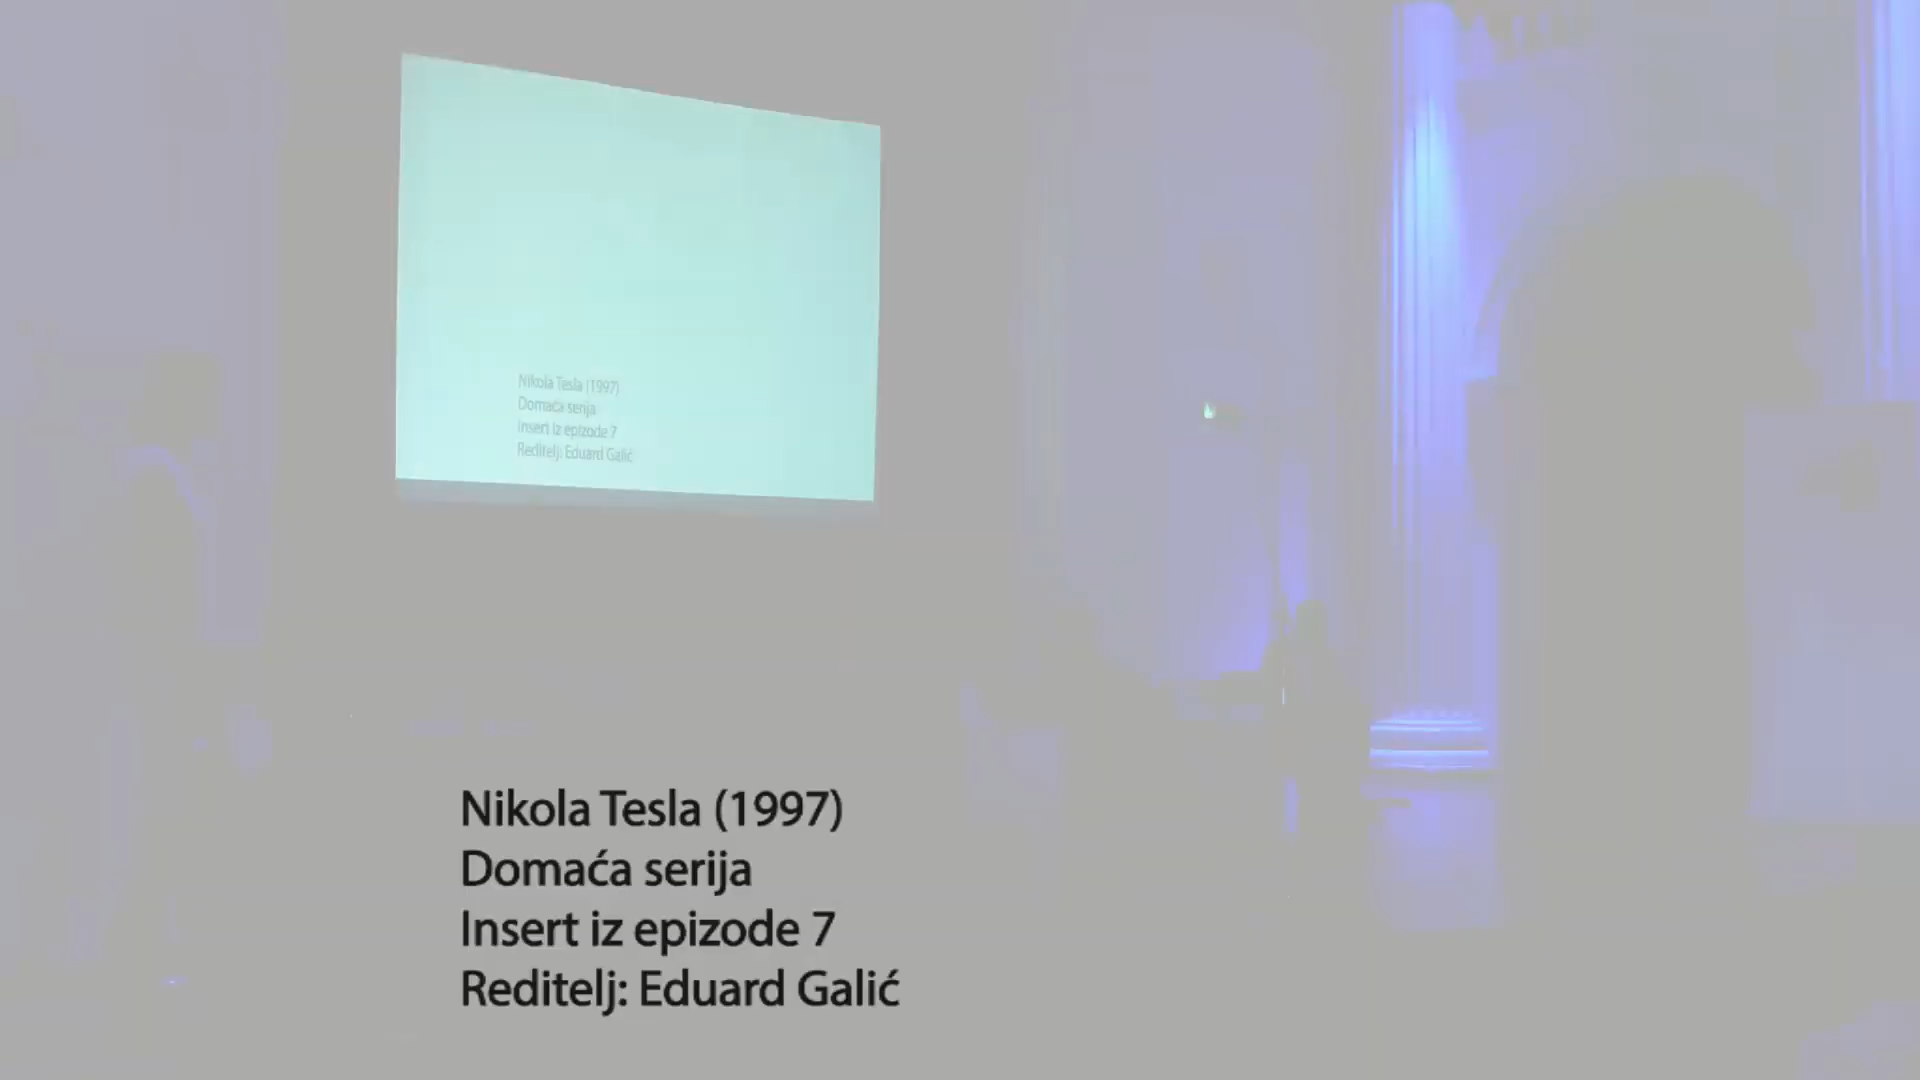 Nikola Tesla (1997)
Domaća serija
Insert iz epizode 7
Reditelj: Eduard Galić
Nikola Tesla (1997)
Domaća serija
Insert iz epizode 7
Reditelj: Eduard Galić